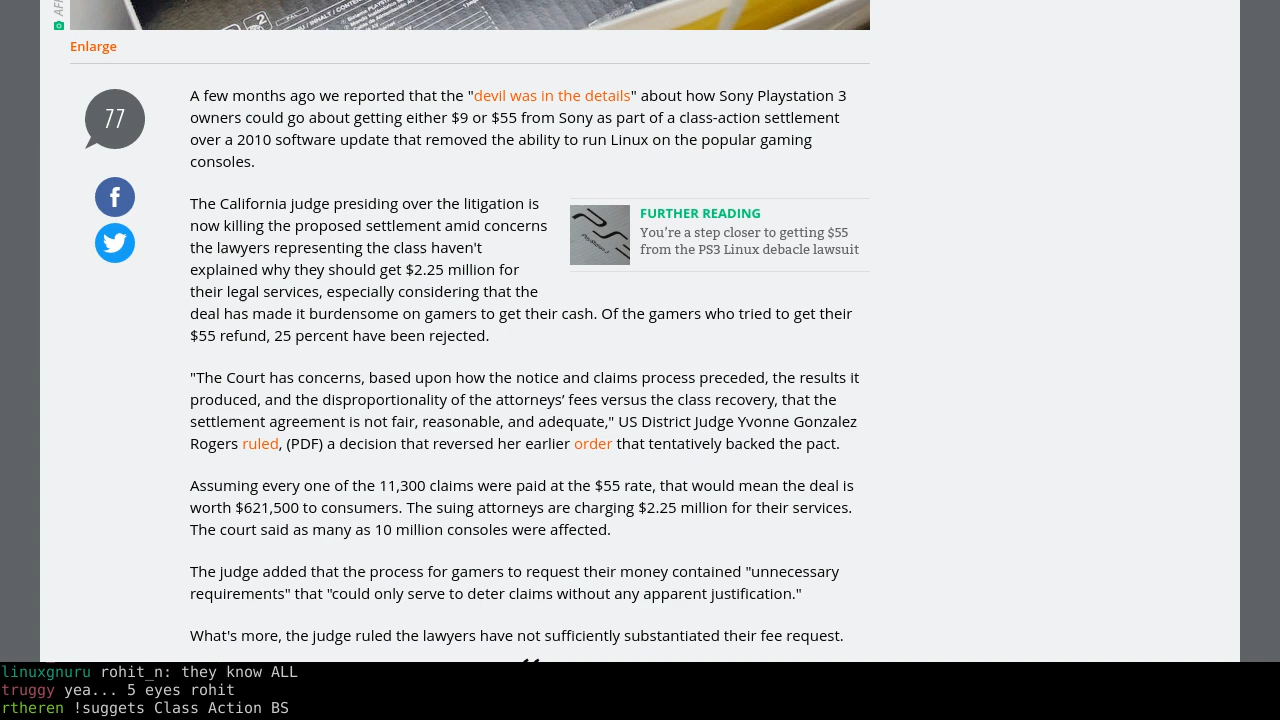 AFP
2
INHALT / CONTENT / CONTENU
Enlarge
77
A few months ago we reported that the "devil was in the details" about how Sony Playstation 3
owners could go about getting either $9 or $55 from Sony as part of a class-action settlement
over a 2010 software update that removed the ability to run Linux on the popular gaming
consoles.
The California judge presiding over the litigation is
now killing the proposed settlement amid concerns
the lawyers representing the class haven't
explained why they should get $2.25 million for
their legal services, especially considering that the
deal has made it burdensome on gamers to get their cash. Of the gamers who tried to get their
$55 refund, 25 percent have been rejected.
FURTHER READING
You’re a step closer to getting $55
from the PS3 Linux debacle lawsuit
"The Court has concerns, based upon how the notice and claims process preceded, the results it
produced, and the disproportionality of the attorneys’ fees versus the class recovery, that the
settlement agreement is not fair, reasonable, and adequate," US District Judge Yvonne Gonzalez
Rogers ruled, (PDF) a decision that reversed her earlier order that tentatively backed the pact.
Assuming every one of the 11,300 claims were paid at the $55 rate, that would mean the deal is
worth $621,500 to consumers. The suing attorneys are charging $2.25 million for their services.
The court said as many as 10 million consoles were affected.
The judge added that the process for gamers to request their money contained "unnecessary
requirements" that "could only serve to deter claims without any apparent justification."
What's more, the judge ruled the lawyers have not sufficiently substantiated their fee request.
linuxgnuru rohit_n: they know ALL
truggy yea... 5 eyes rohit
rtheren !suggets Class Action BS